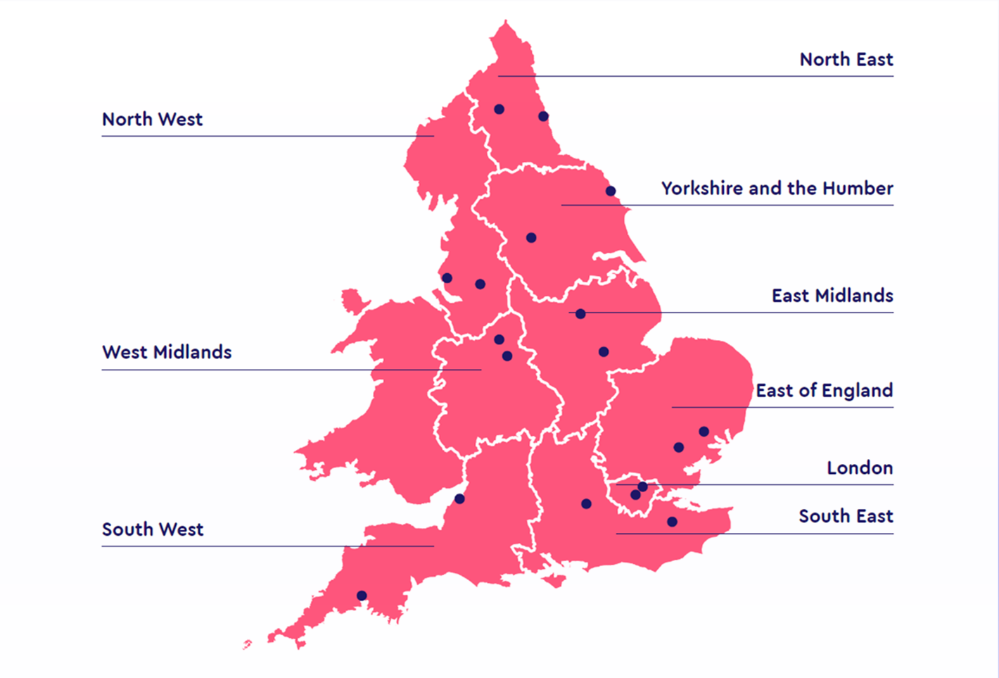 North East
North West
Yorkshire and the Humber
East Midlands
West Midlands
East of England
London
South East
South West